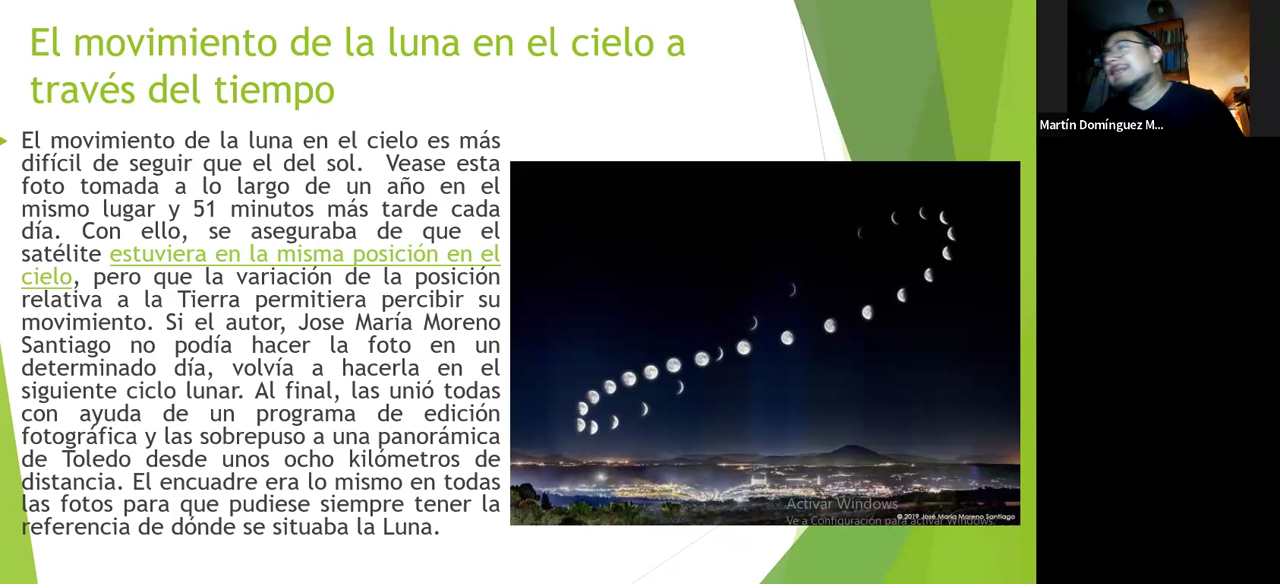 El movimiento de la luna en el cielo a
través del tiempo
El movimiento de la luna en el cielo es más
difícil de seguir que el del sol. Vease esta
foto tomada a lo largo de un año en el
mismo lugar y 51 minutos más tarde cada
día. Con ello, se aseguraba de que el
satélite estuviera en la misma posición en el
cielo, pero que la variación de la posición
relativa a la Tierra permitiera percibir su
movimiento. Si el autor, Jose María Moreno
Santiago no podía hacer la foto en un
determinado día, volvía a hacerla en el
siguiente ciclo lunar. Al final, las unió todas
con ayuda de un programa de edición
fotográfica y las sobrepuso a una panorámica
de Toledo desde unos ocho kilómetros de
distancia. El encuadre era lo mismo en todas
las fotos para que pudiese siempre tener la
referencia de dónde se situaba la Luna.
Activar Windows
Ve a Configuración para activar Windows.
© 2019 Jose Maria Moreno Santiago
Martín Domínguez M...